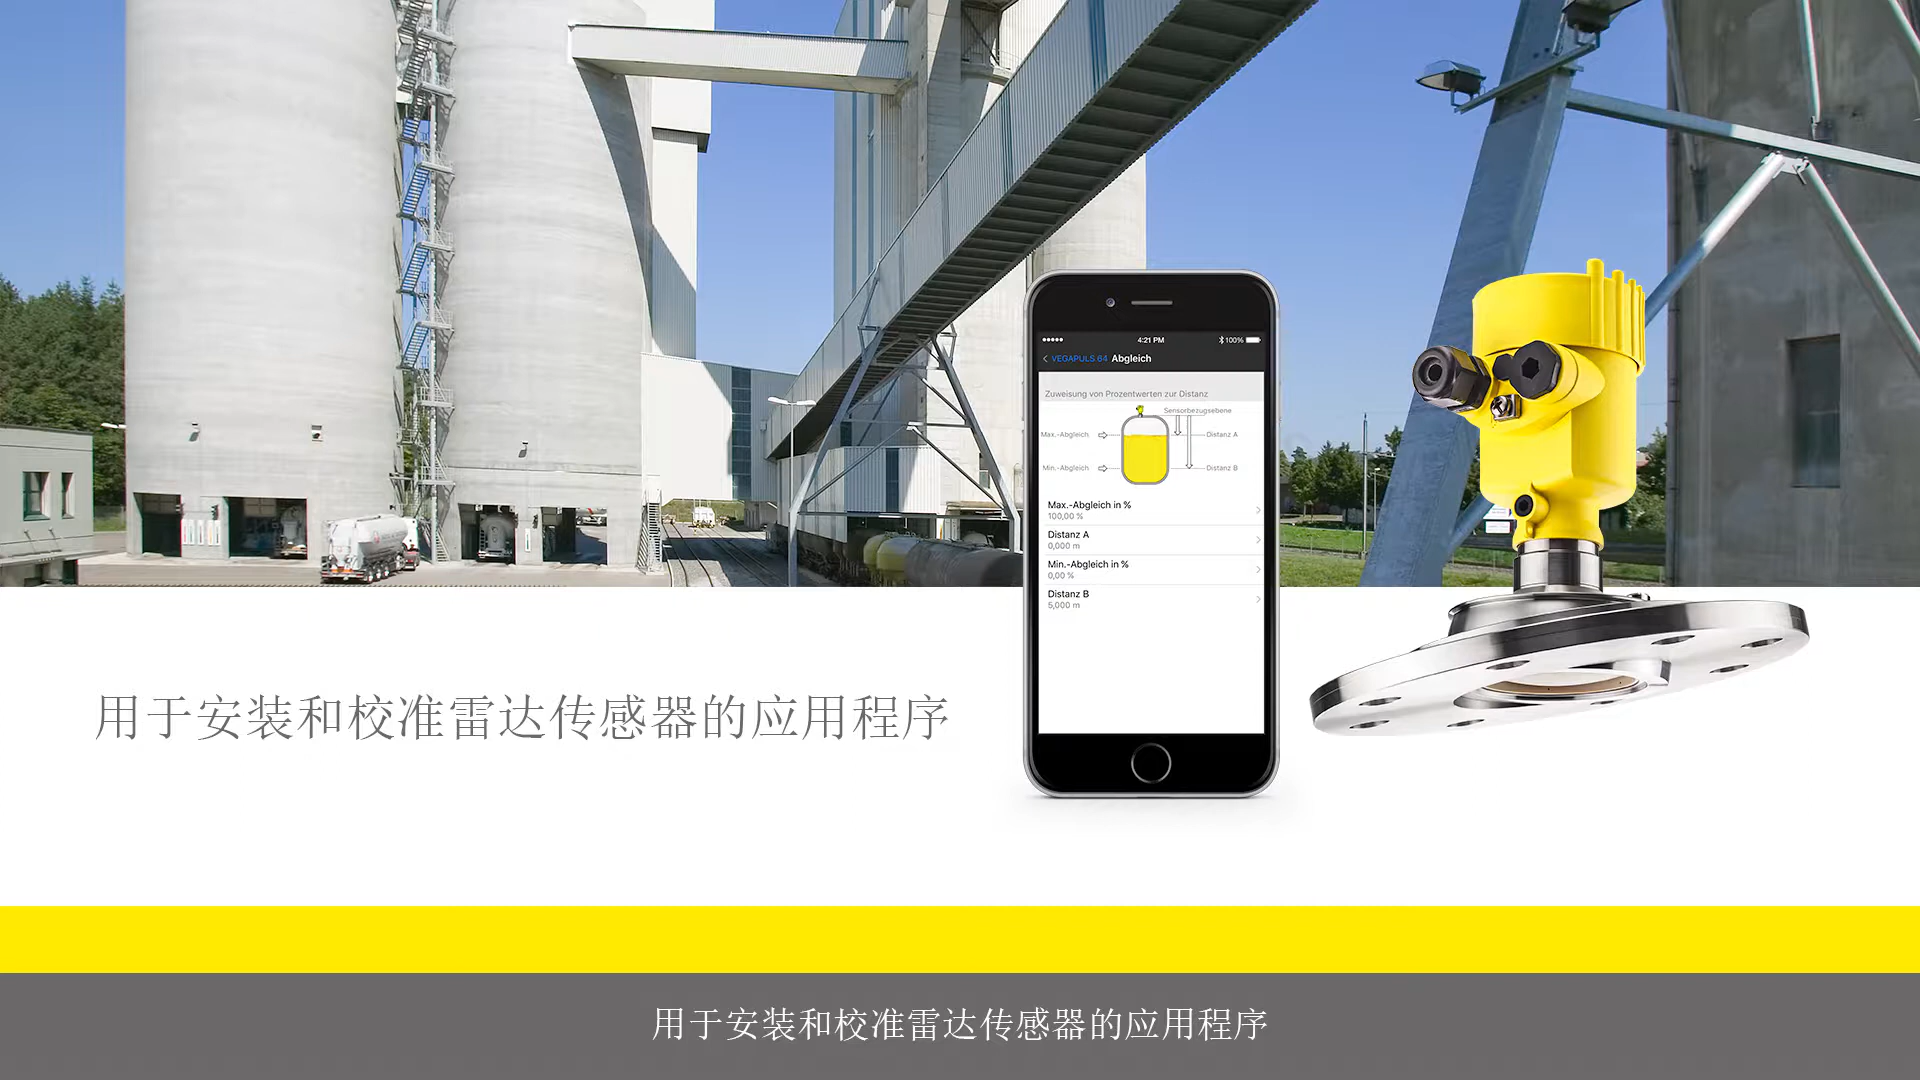 4:21 PM
100%
VEGAPULS 64 Abgleich
Zuweisung von Prozentwerten zur Distanz
Sensorbezugsebene
Max.-Abgleich
Distanz A
Min.-Abgleich
Distanz B
Max.-Abgleich in %
100,00 %
Distanz A
0,000 m
Min.-Abgleich in %
0,00 %
Distanz B
5,000 m
用于安装和校准雷达传感器的应用程序
用于安装和校准雷达传感器的应用程序